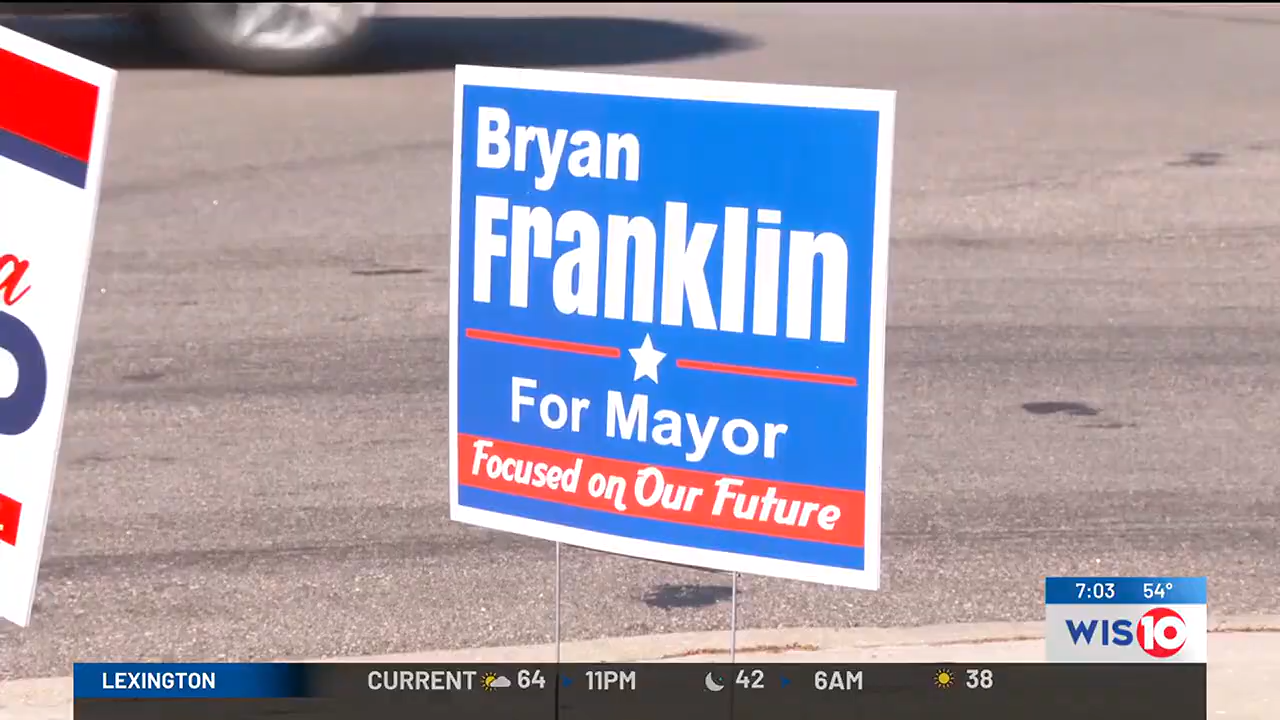 Bryan
Franklin
For Mayor
Focused on Our Future
a
7:03 54°
WIS10
LEXINGTON CURRENT 64 11PM 42 6AM 38